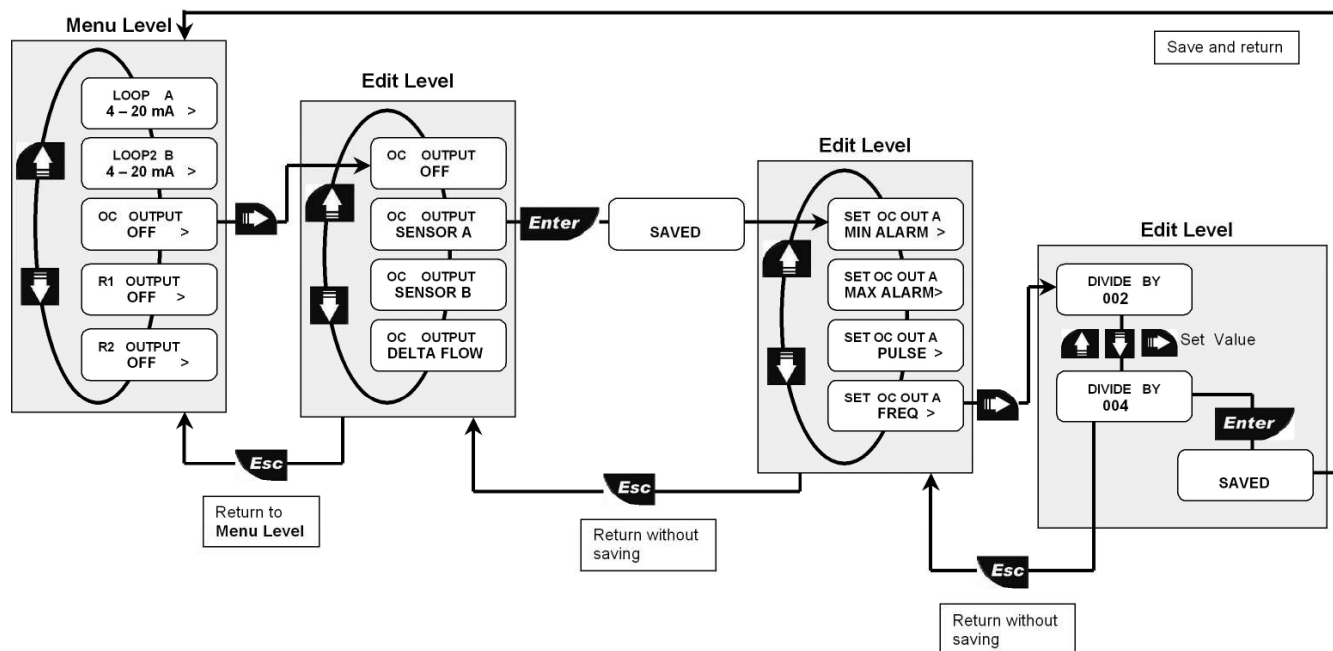 Menu Level
LOOP A
4 – 20 mA >
LOOP2 B
4 – 20 mA >
OC OUTPUT
OFF >
R1 OUTPUT
OFF >
R2 OUTPUT
OFF >
Esc
Return to
Menu Level
Edit Level
OC OUTPUT
OFF
OC OUTPUT
SENSOR A
OC OUTPUT
SENSOR B
OC OUTPUT
DELTA FLOW
Enter
SAVED
Esc
Return without
saving
Edit Level
SET OC OUT A
MIN ALARM >
SET OC OUT A
MAX ALARM>
SET OC OUT A
PULSE >
SET OC OUT A
FREQ >
Esc
Return without
saving
Edit Level
DIVIDE BY
002
Set Value
DIVIDE BY
004
Enter
SAVED
Save and return